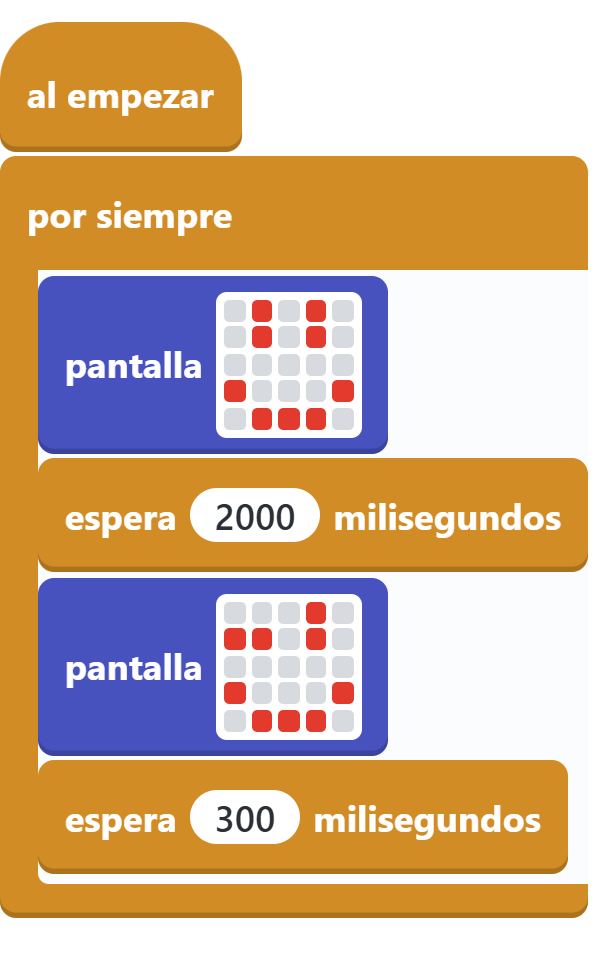 al empezar
por siempre
pantalla
espera 2000 milisegundos
pantalla
espera 300 milisegundos